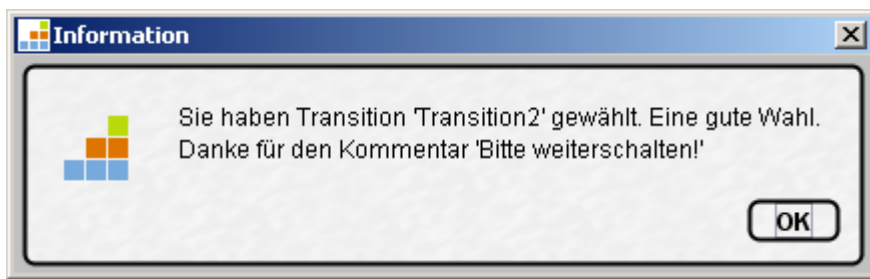 Information
Sie haben Transition 'Transition2' gewählt. Eine gute Wahl.
Danke für den Kommentar 'Bitte weiterschalten!'
OK